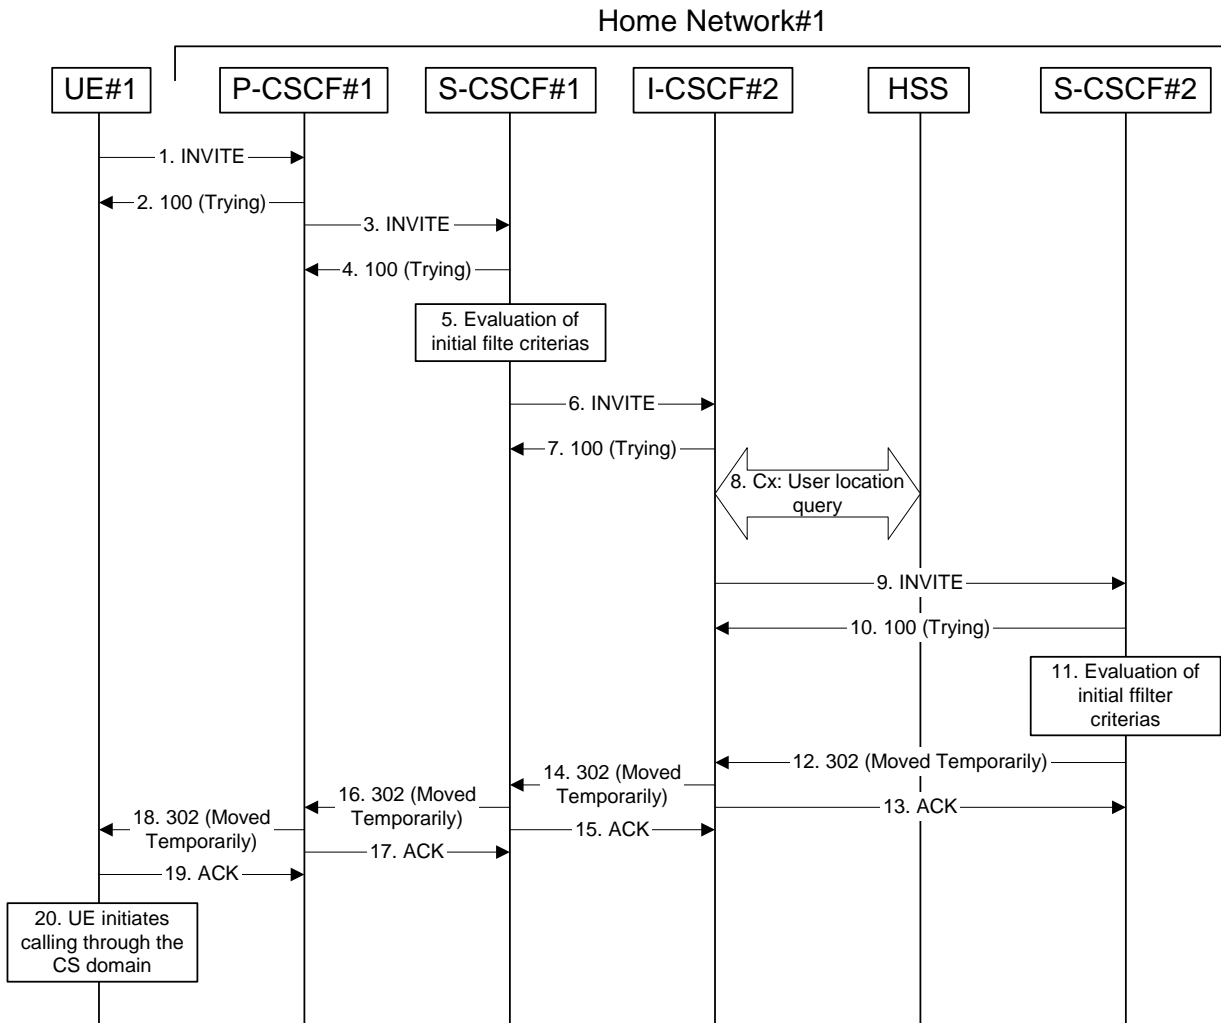 Home Network#1
UE#1
P-CSCF#1
S-CSCF#1
I-CSCF#2
HSS
S-CSCF#2
1. INVITE
2. 100 (Trying)
3. INVITE
4. 100 (Trying)
5. Evaluation of
initial filte criterias
6. INVITE
7. 100 (Trying)
8. Cx: User location
query
9. INVITE
10. 100 (Trying)
11. Evaluation of
initial ffilter
criterias
12. 302 (Moved Temporarily)
13. ACK
14. 302 (Moved
Temporarily)
15. ACK
16. 302 (Moved
Temporarily)
17. ACK
18. 302 (Moved
Temporarily)
19. ACK
20. UE initiates
calling through the
CS domain